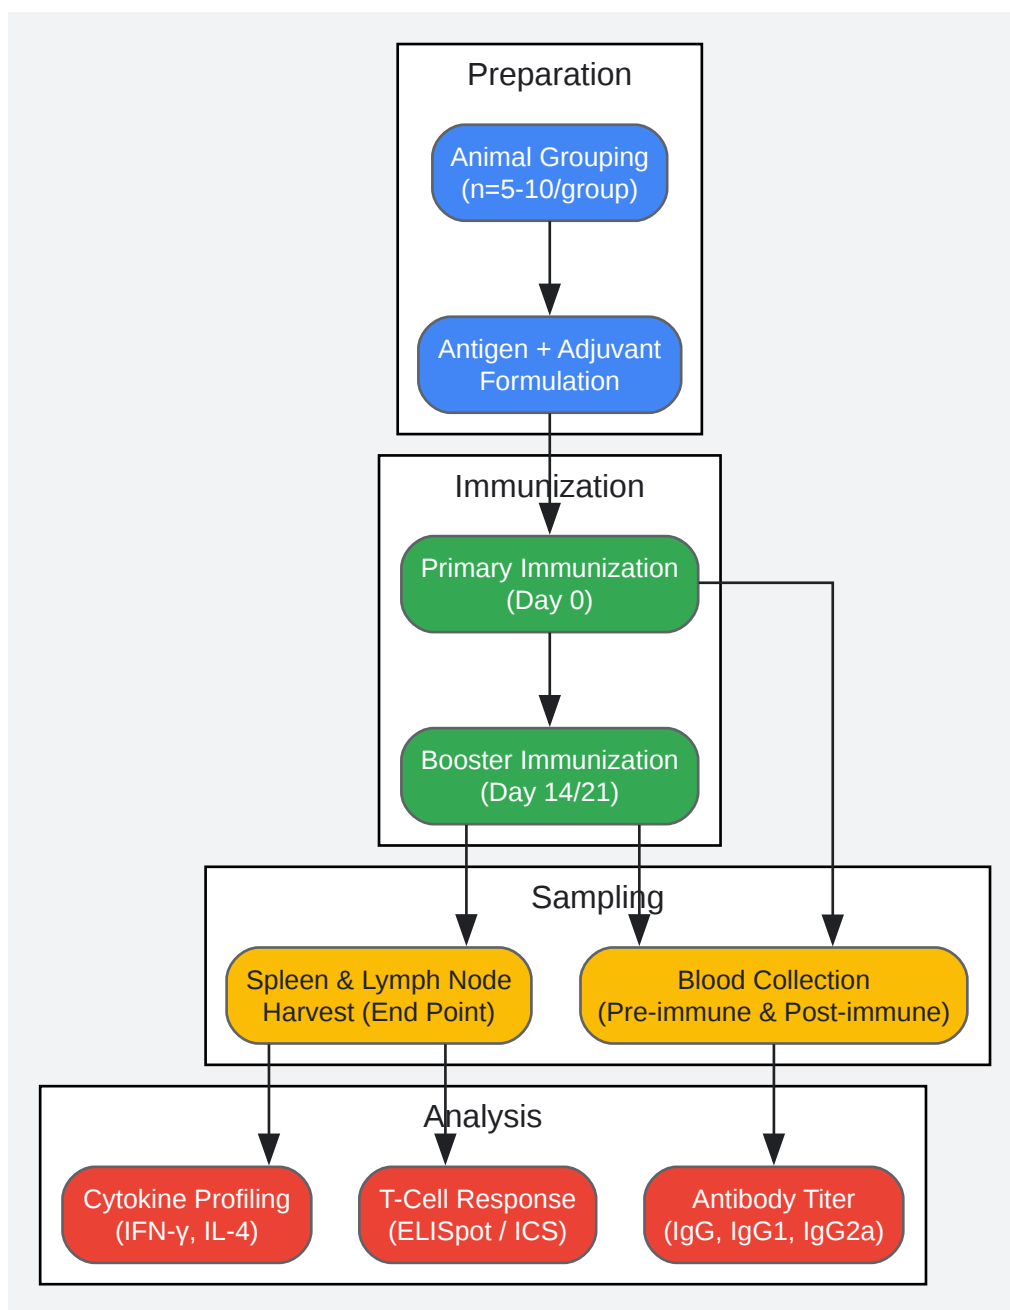 Preparation
Animal Grouping
(n=5-10/group)
Antigen + Adjuvant
Formulation
Immunization
Primary Immunization
(Day 0)
Booster Immunization
(Day 14/21)
Sampling
Spleen & Lymph Node
Harvest (End Point)
Blood Collection
(Pre-immune & Post-immune)
Analysis
Cytokine Profiling
(IFN-γ, IL-4)
T-Cell Response
(ELISpot / ICS)
Antibody Titer
(IgG, IgG1, IgG2a)